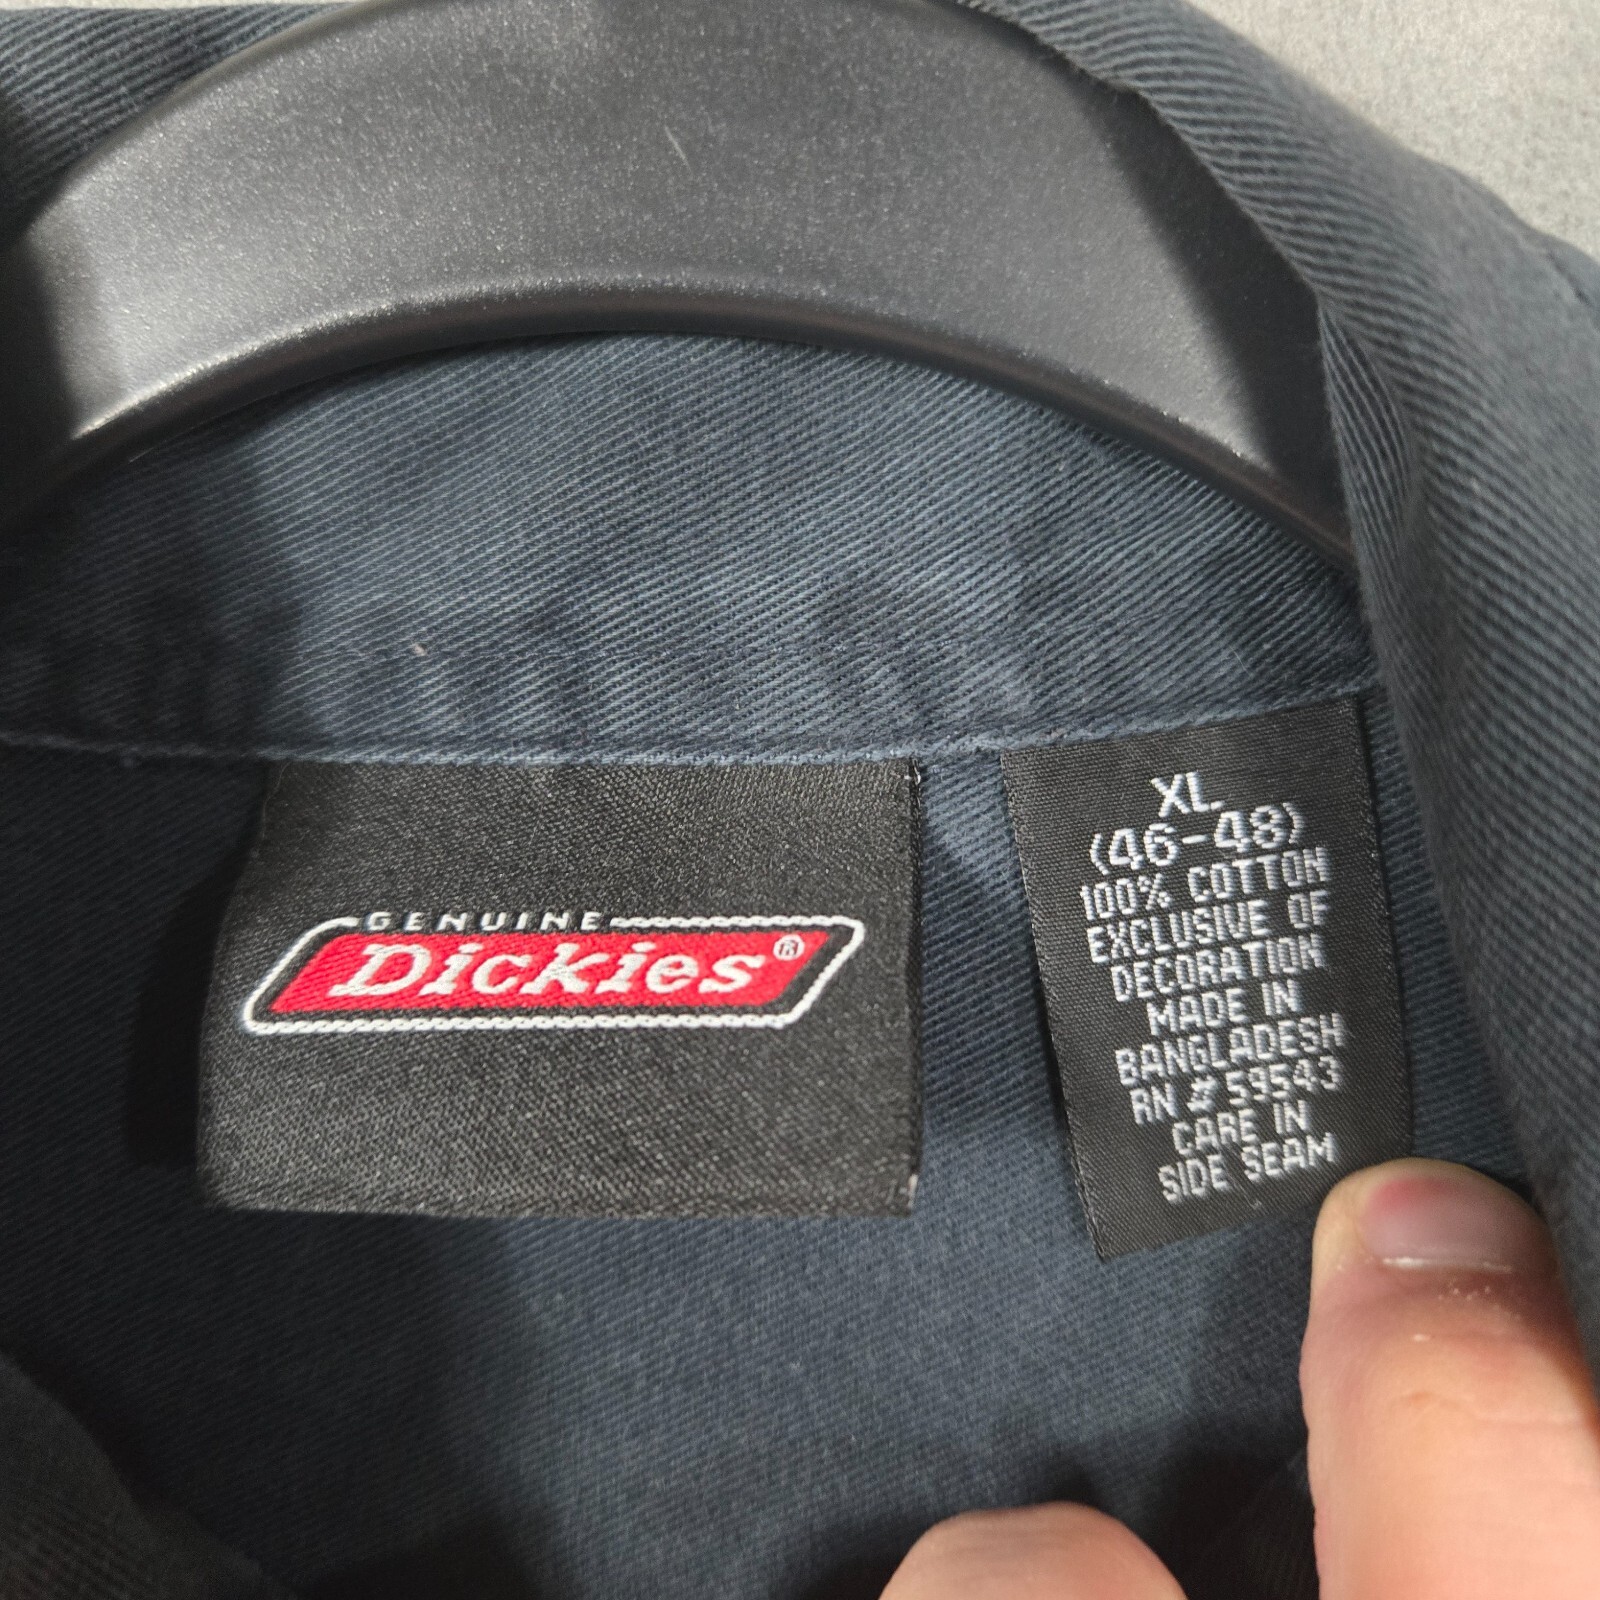 GENUINE
Dickies®
XL
(46-48)
100% COTTON
EXCLUSIVE OF
DECORATION
MADE IN
BANGLADESH
RN # 59543
CARE IN
SIDE SEAM